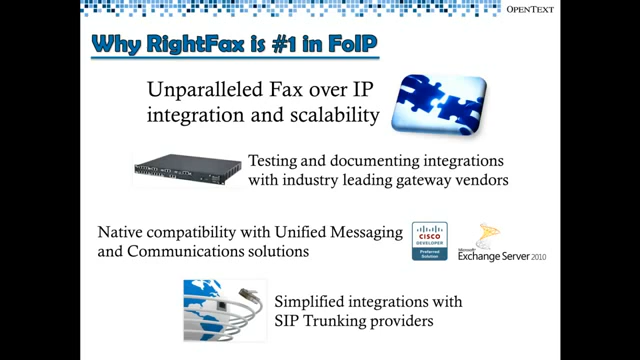 OPENTEXT
Why RightFax is #1 in FoIP
Unparalleled Fax over IP
integration and scalability
Testing and documenting integrations
with industry leading gateway vendors
Native compatibility with Unified Messaging
and Communications solutions
CISCO
DEVELOPER
Preferred
Solution
Microsoft
Exchange Server 2010
Simplified integrations with
SIP Trunking providers